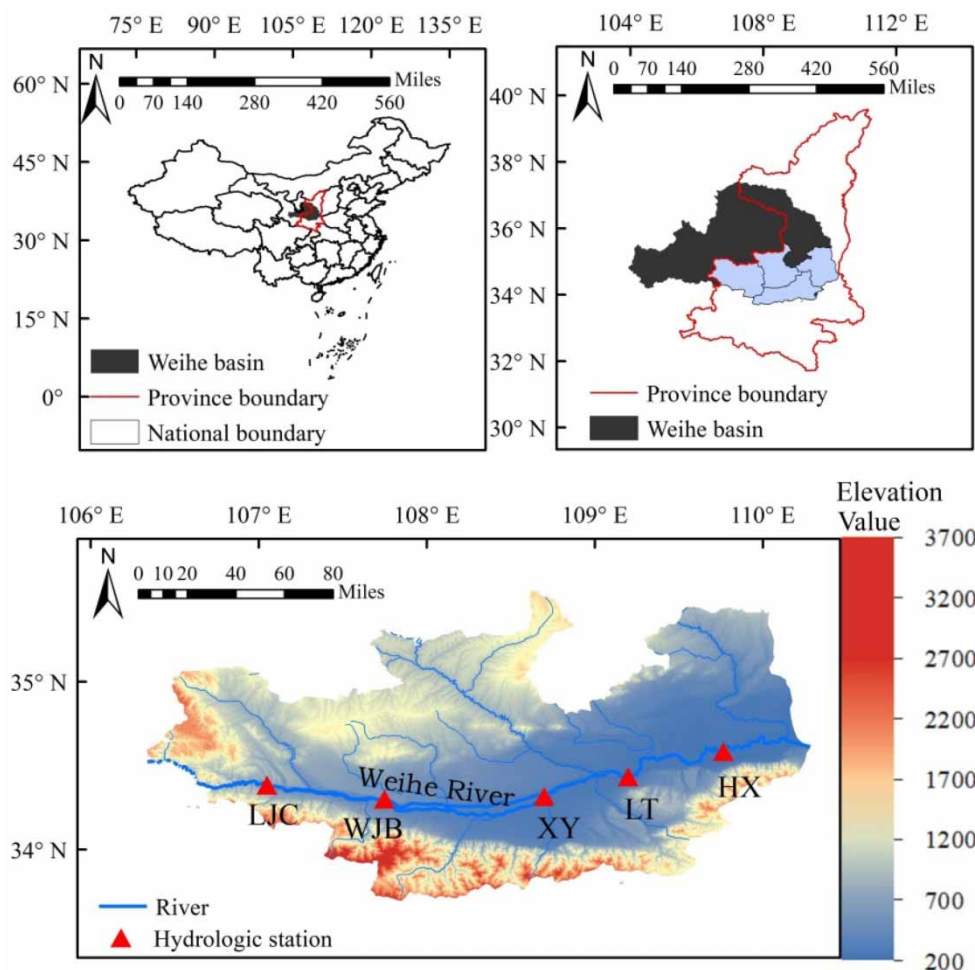 75° E 90° E 105° E 120° E 135° E
N
Miles
0 70 140 280 420 560
60° N
45° N
30° N
15° N
0°
Weihe basin
Province boundary
National boundary
104° E 108° E 112° E
N
Miles
0 70 140 280 420 560
40° N
38° N
36° N
34° N
32° N
30° N
Province boundary
Weihe basin
106° E 107° E 108° E 109° E 110° E
N
0 10 20 40 60 80
Miles
35° N
34° N
Weihe River
LJC
WJB
XY
LT
HX
River
Hydrologic station
Elevation
Value
3700
3200
2700
2200
1700
1200
700
200